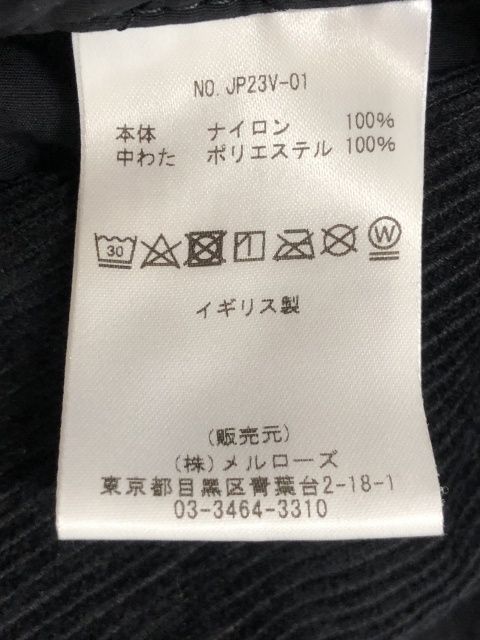 NO. JP23V-01
本体 ナイロン 100%
中わた ポリエステル 100%
30 W
イギリス製
(販売元)
(株) メルローズ
東京都目黒区青葉台2-18-1
03-3464-3310